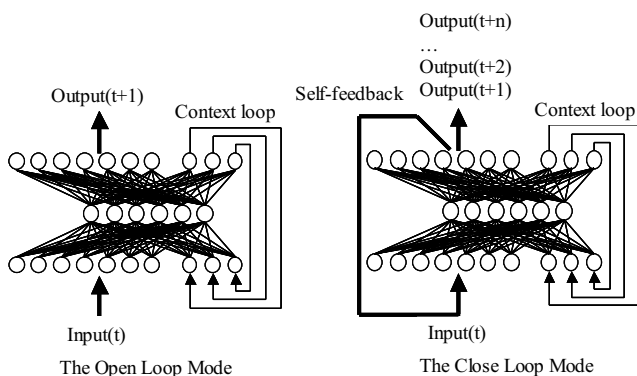 Output(t+1)
Context loop
Input(t)
The Open Loop Mode
Output(t+n)
...
Output(t+2)
Output(t+1)
Self-feedback
Context loop
Input(t)
The Close Loop Mode